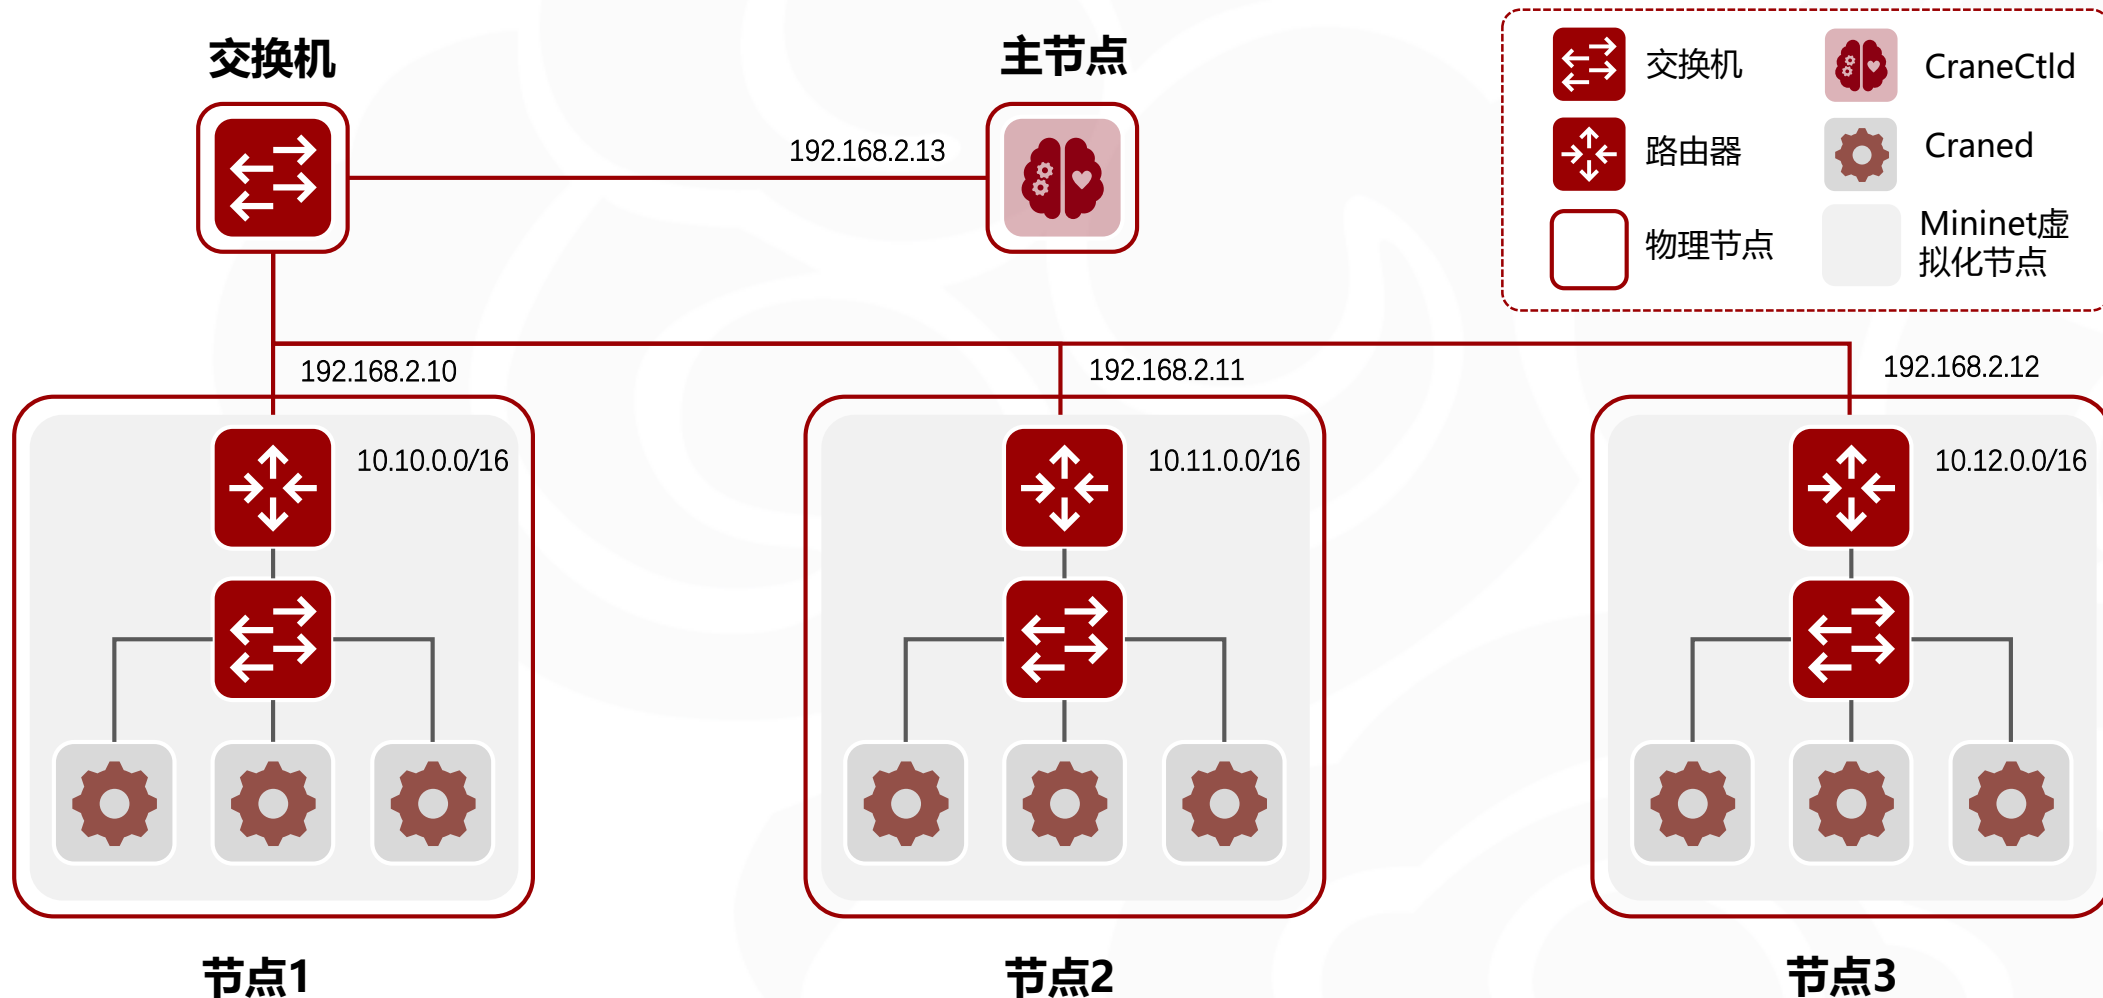 交换机
主节点
192.168.2.13
交换机
CraneCtld
路由器
Craned
物理节点
Mininet虚
拟化节点
192.168.2.10
192.168.2.11
192.168.2.12
10.10.0.0/16
10.11.0.0/16
10.12.0.0/16
节点1
节点2
节点3